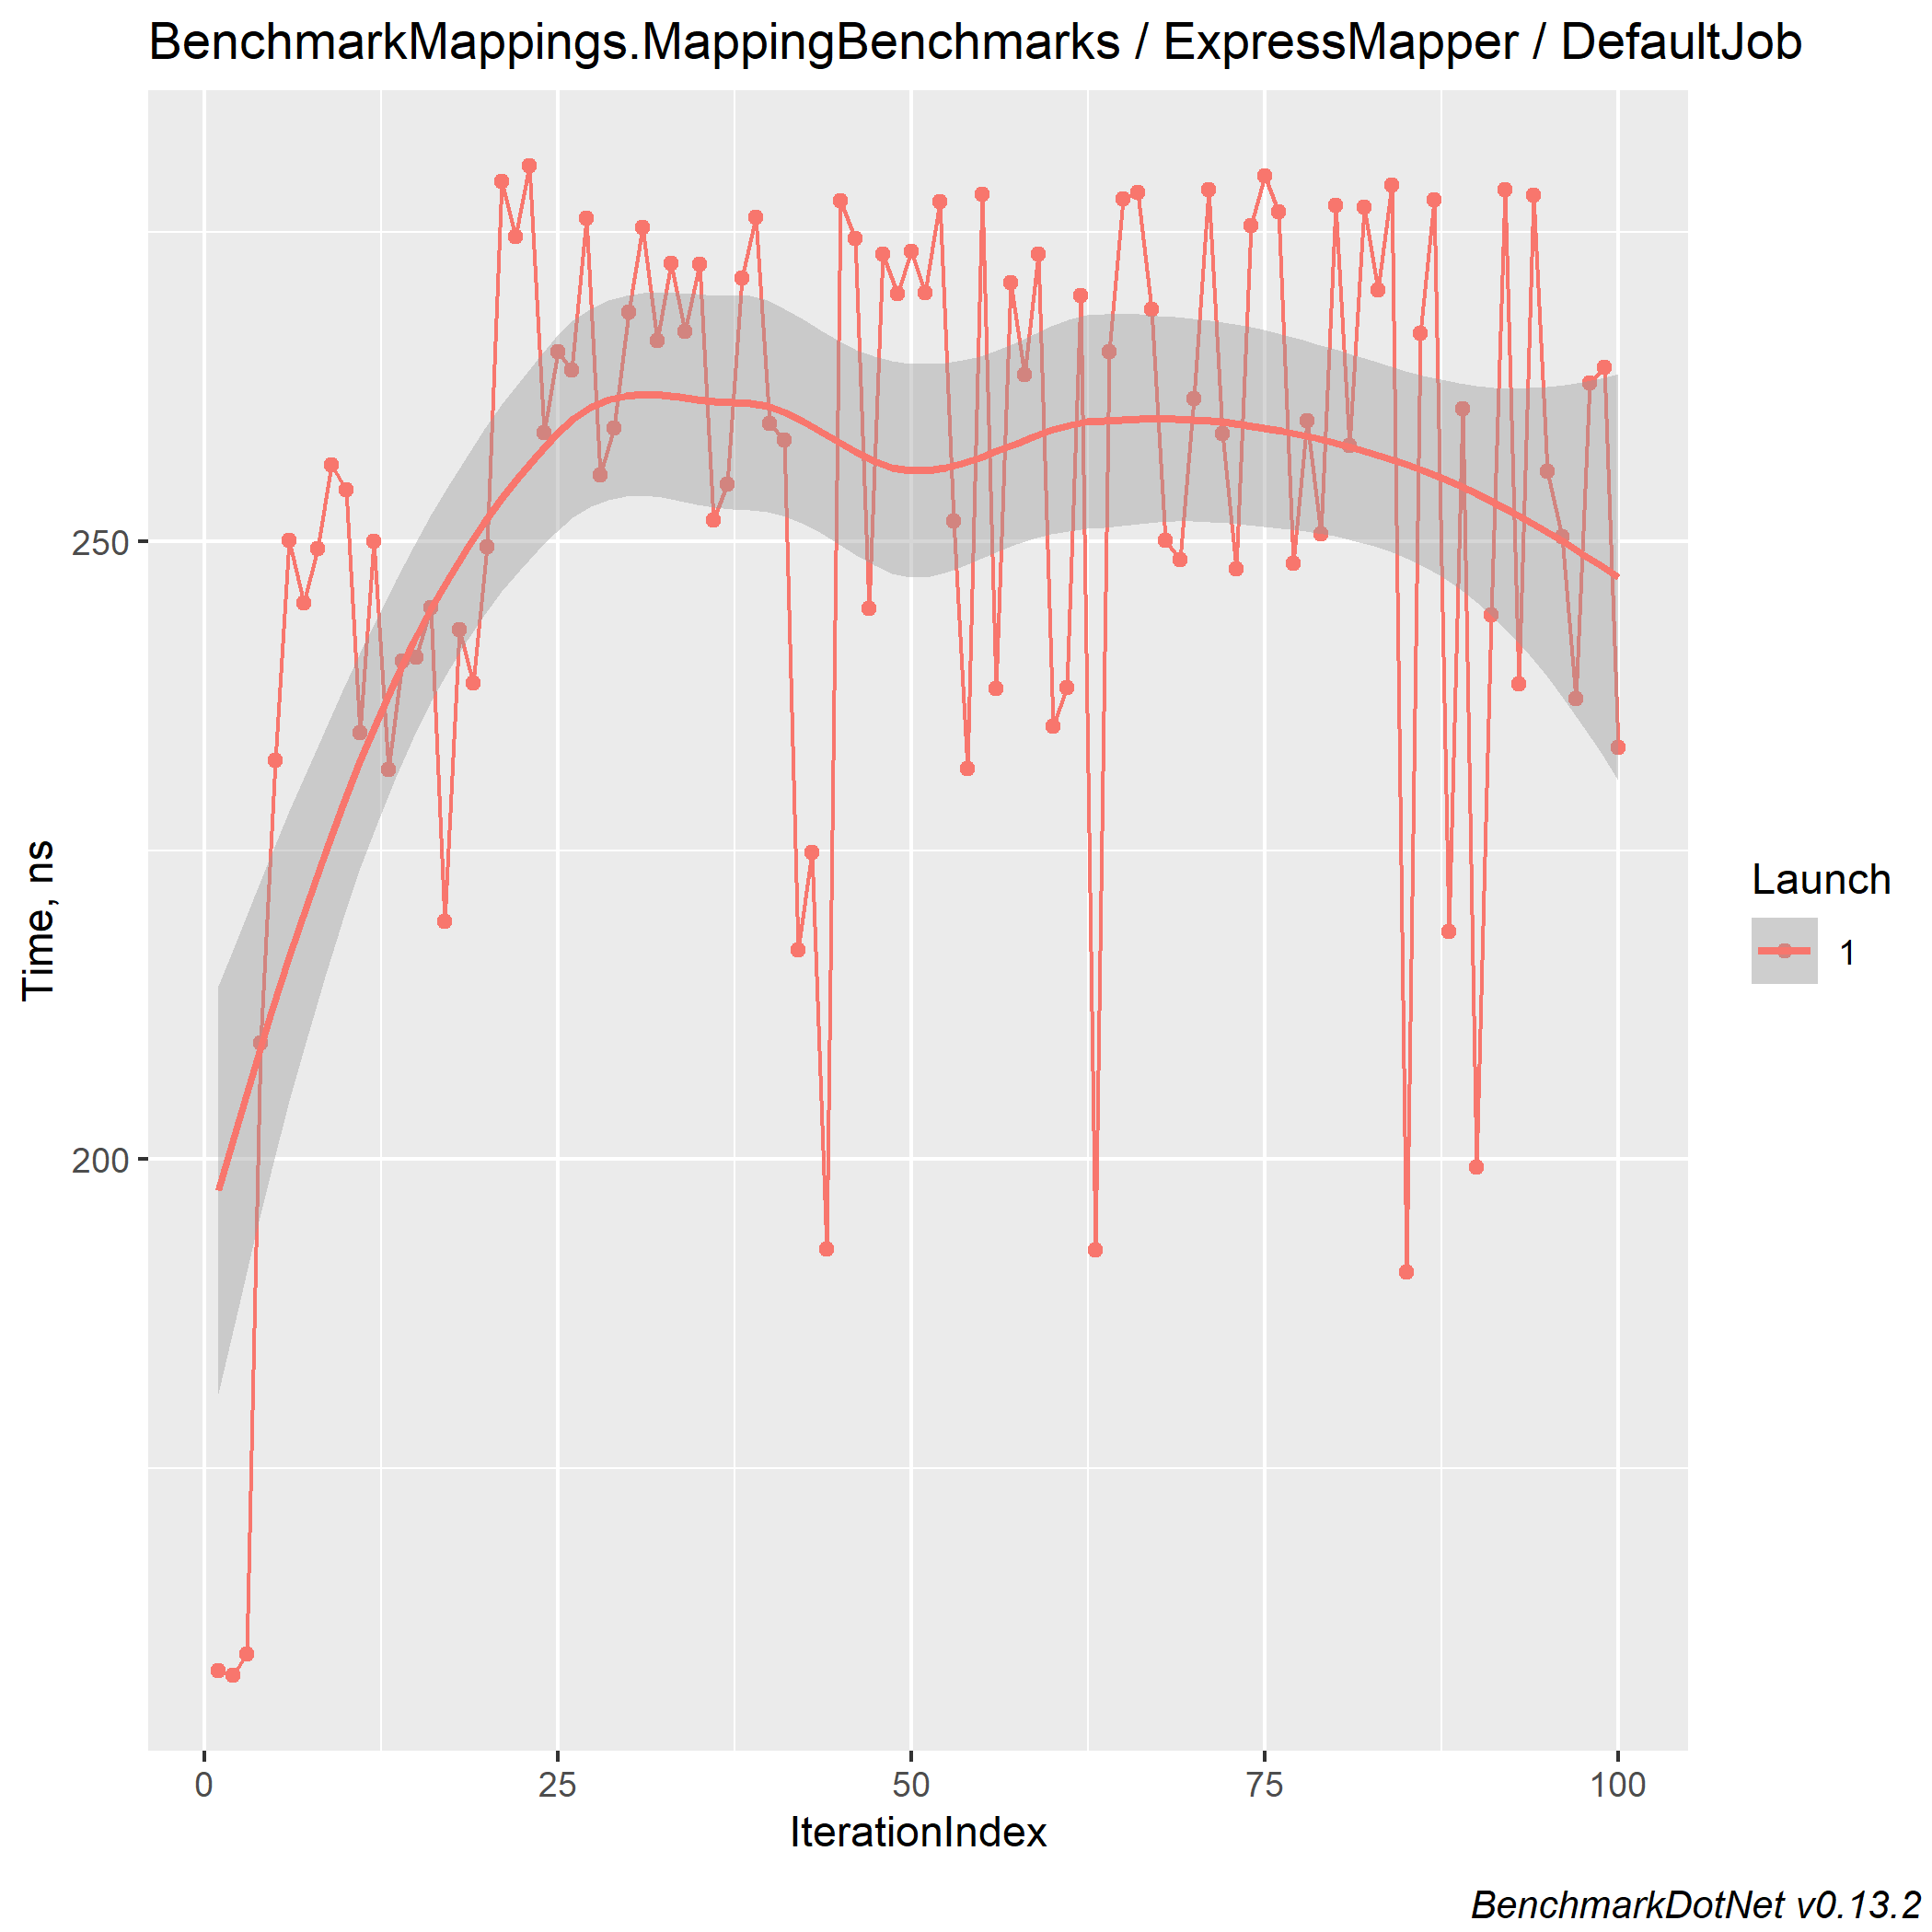 BenchmarkMappings.MappingBenchmarks / ExpressMapper / DefaultJob
Time, ns
250
200
0 25 50 75 100
IterationIndex
Launch
1
BenchmarkDotNet v0.13.2